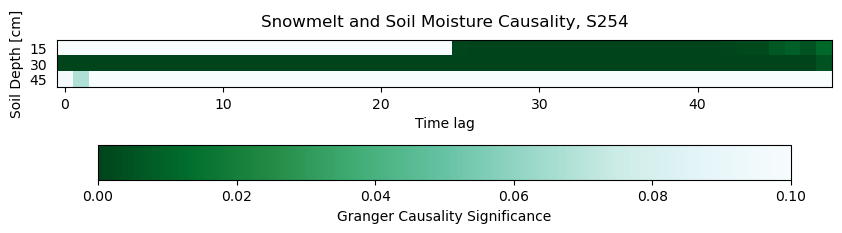 Snowmelt and Soil Moisture Causality, S254
Soil Depth [cm]
15
30
45
0 10 20 30 40
Time lag
0.00 0.02 0.04 0.06 0.08 0.10
Granger Causality Significance